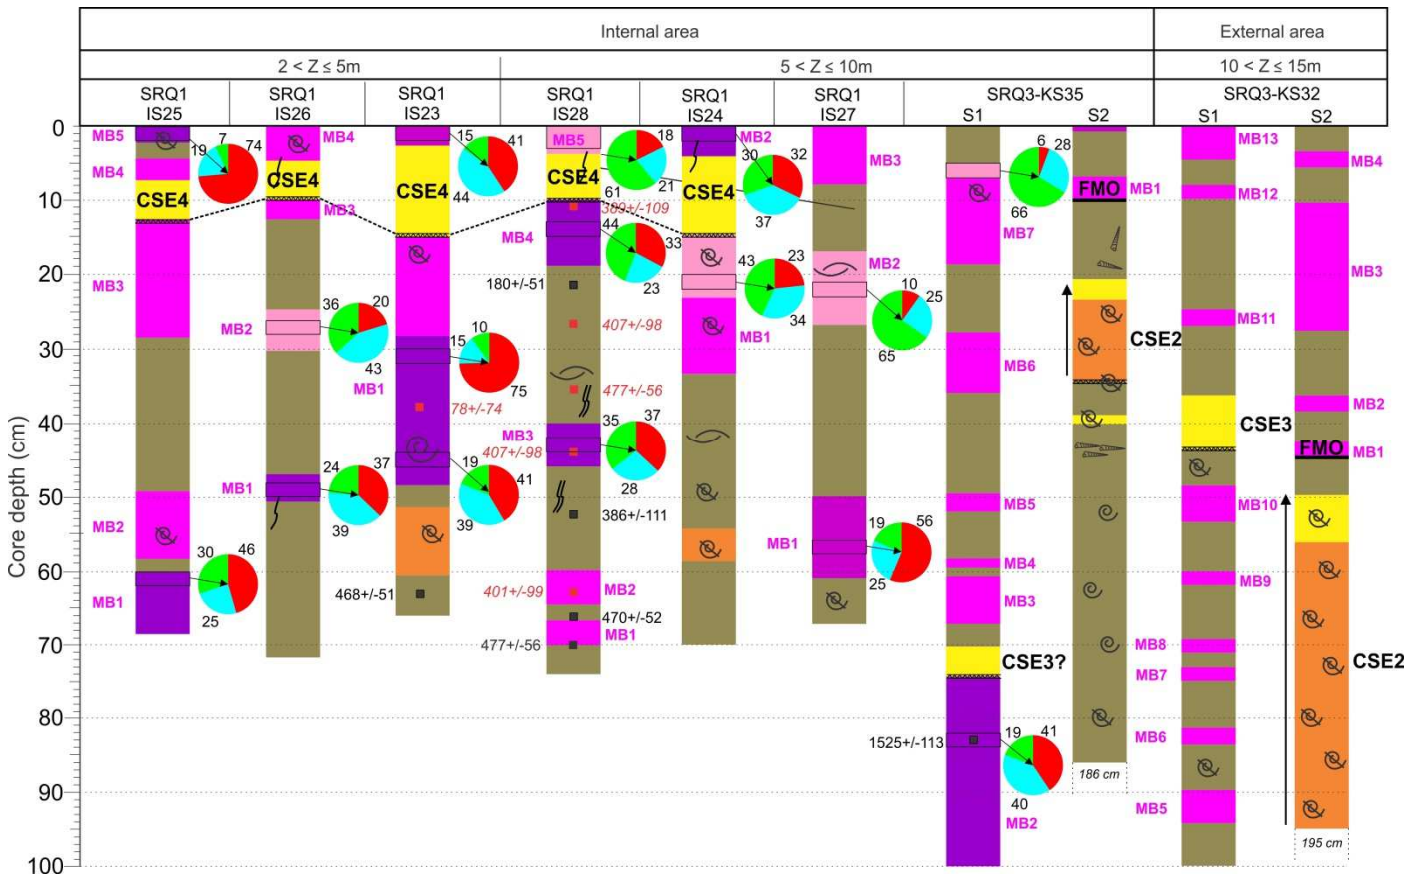 Internal area
External area
2 < Z ≤ 5m
5 < Z ≤ 10m
10 < Z ≤ 15m
SRQ1 SRQ1 SRQ1 SRQ1 SRQ1 SRQ1 SRQ3-KS35 SRQ3-KS32
IS25 IS26 IS23 IS28 IS24 IS27 S1 S2 S1 S2
Core depth (cm)
0
10
20
30
40
50
60
70
80
90
100
MB5
MB4
CSE4
MB3
MB2
MB1
19 7 74
30 46 25
MB4
CSE4
MB3
MB2
MB1
36 20 43
24 37 39
CSE4
MB1
78+/-74
468+/-51
15 41 44
15 10 75
19 41 39
MB5
CSE4
389+/-109
MB4
180+/-51
407+/-98
477+/-56
MB3
407+/-98
386+/-111
401+/-99
MB2
470+/-52
MB1
477+/-56
18 21 61
44 33 23
35 37 28
MB2
CSE4
MB1
30 32 37
43 23 34
MB3
MB2
MB1
10 25 65
19 56 25
MB7
MB6
MB5
MB4
MB3
CSE3?
1525+/-113
MB2
6 28 66
19 41 40
FMO
MB1
CSE2
186 cm
MB13
MB12
MB11
CSE3
MB10
MB9
MB8
MB7
MB6
MB5
MB4
MB3
MB2
FMO
MB1
CSE2
195 cm